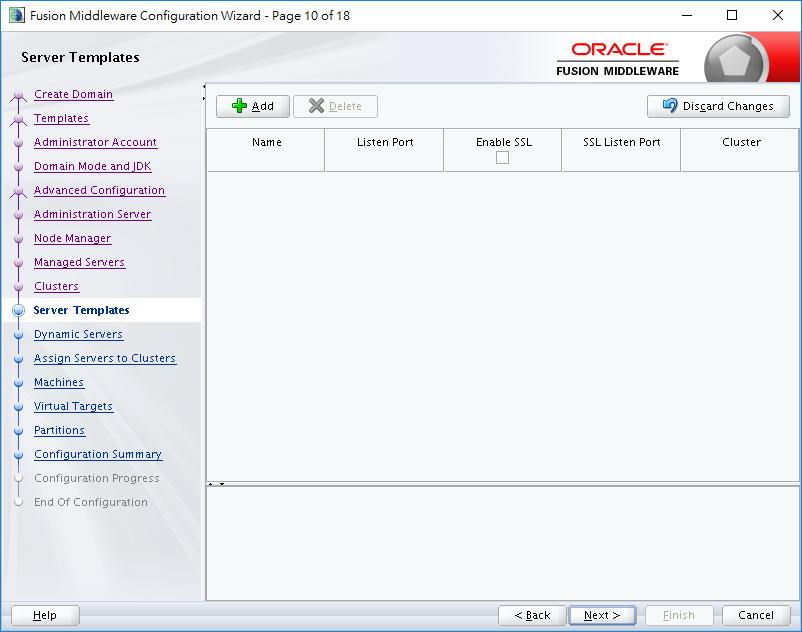 Fusion Middleware Configuration Wizard - Page 10 of 18
Server Templates
ORACLE
FUSION MIDDLEWARE
Create Domain
Templates
Administrator Account
Domain Mode and JDK
Advanced Configuration
Administration Server
Node Manager
Managed Servers
Clusters
Server Templates
Dynamic Servers
Assign Servers to Clusters
Machines
Virtual Targets
Partitions
Configuration Summary
Configuration Progress
End Of Configuration
Add Delete Discard Changes
Name Listen Port Enable SSL SSL Listen Port Cluster
Help < Back Next > Finish Cancel